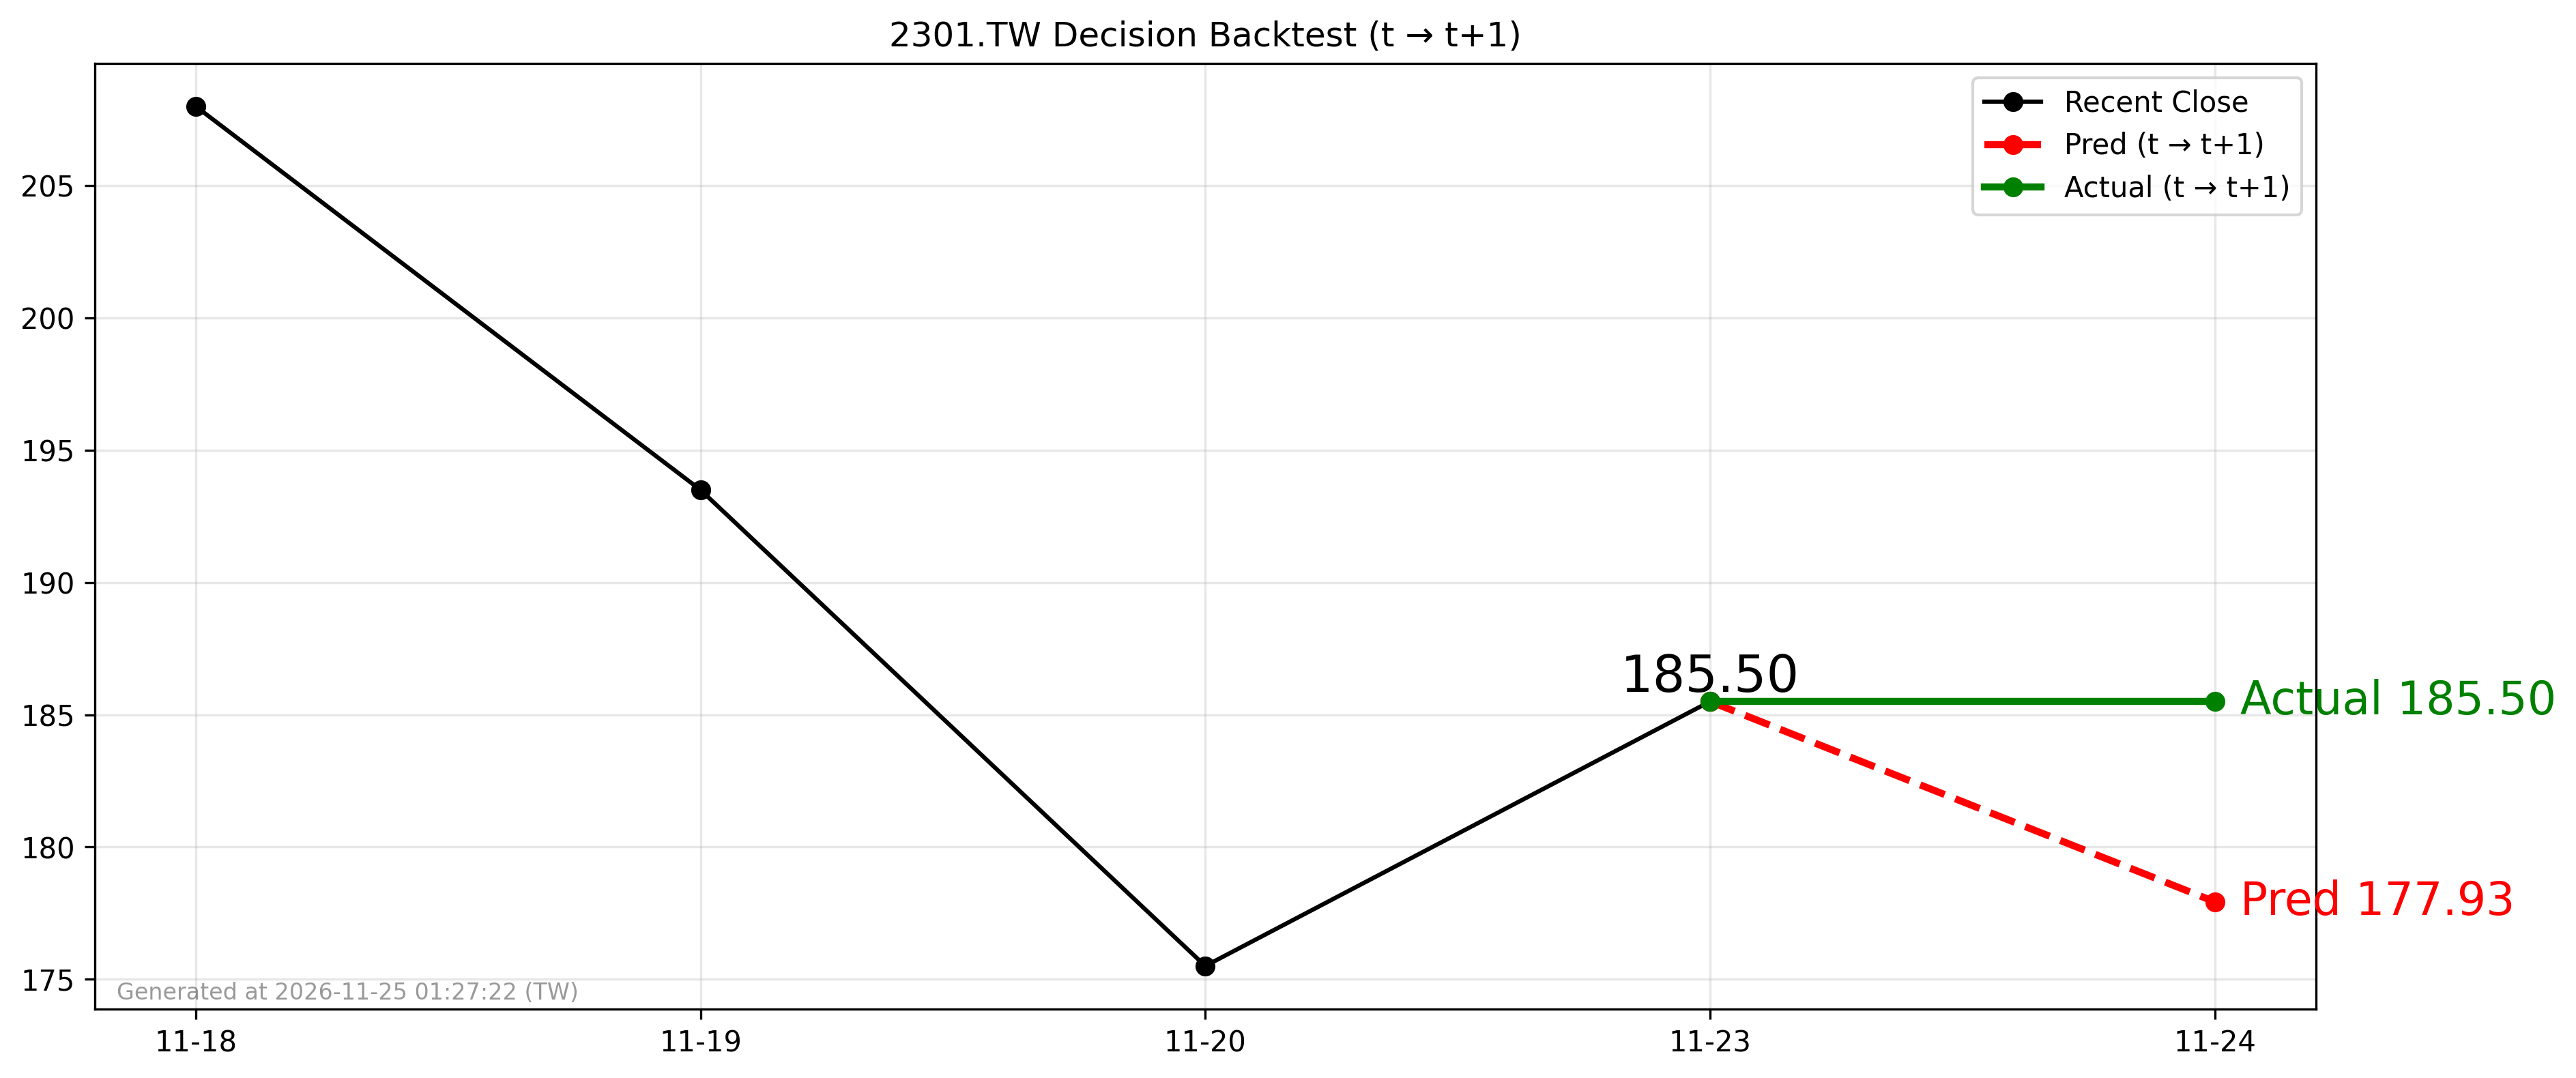 2301.TW Decision Backtest (t → t+1)
Recent Close
Pred (t → t+1)
Actual (t → t+1)
205
200
195
190
185
180
175
185.50
Actual 185.50
Pred 177.93
Generated at 2026-11-25 01:27:22 (TW)
11-18
11-19
11-20
11-23
11-24